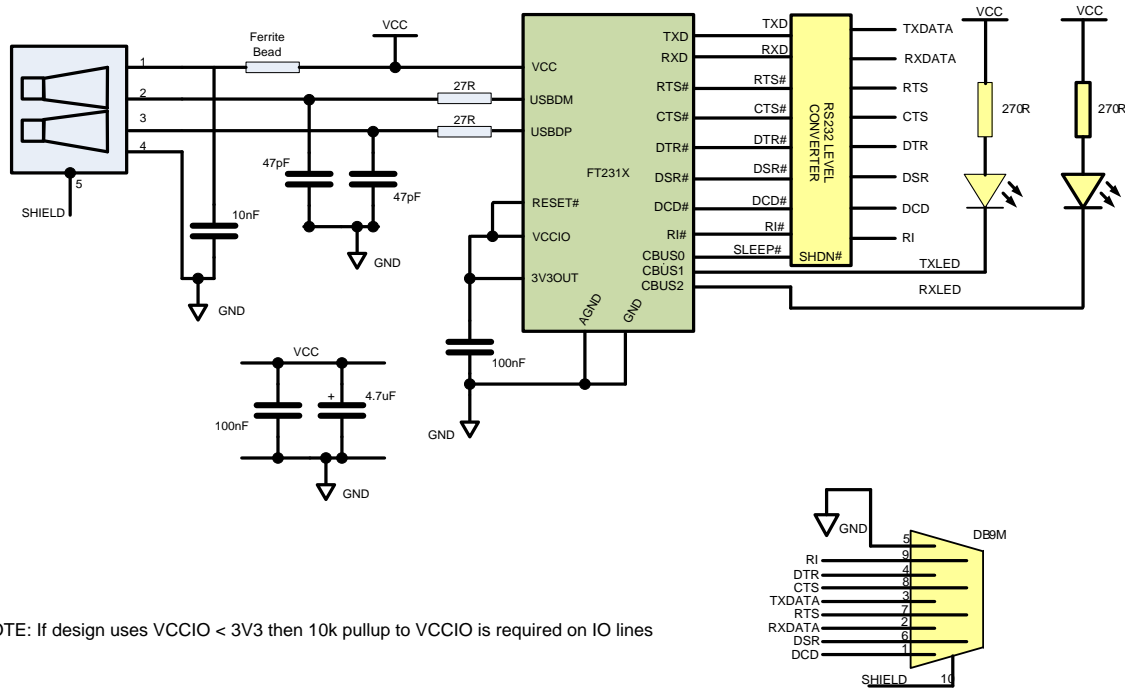 VCC
VCC
VCC
Ferrite
Bead
1
2
3
4
5
SHIELD
27R
27R
47pF
47pF
10nF
GND
GND
FT231X
VCC
USBDM
USBDP
RESET#
VCCIO
3V3OUT
AGND
GND
TXD
RXD
RTS#
CTS#
DTR#
DSR#
DCD#
RI#
CBUS0
CBUS1
CBUS2
TXD
RXD
RTS#
CTS#
DTR#
DSR#
DCD#
RI#
SLEEP#
RS232 LEVEL
CONVERTER
SHDN#
TXDATA
RXDATA
RTS
CTS
DTR
DSR
DCD
RI
TXLED
RXLED
270R
270R
100nF
GND
VCC
100nF
+
4.7uF
GND
GND
DB9M
5
RI 9
DTR 4
CTS 8
TXDATA 3
RTS 7
RXDATA 2
DSR 6
DCD 1
SHIELD 10
OTE: If design uses VCCIO < 3V3 then 10k pullup to VCCIO is required on IO lines